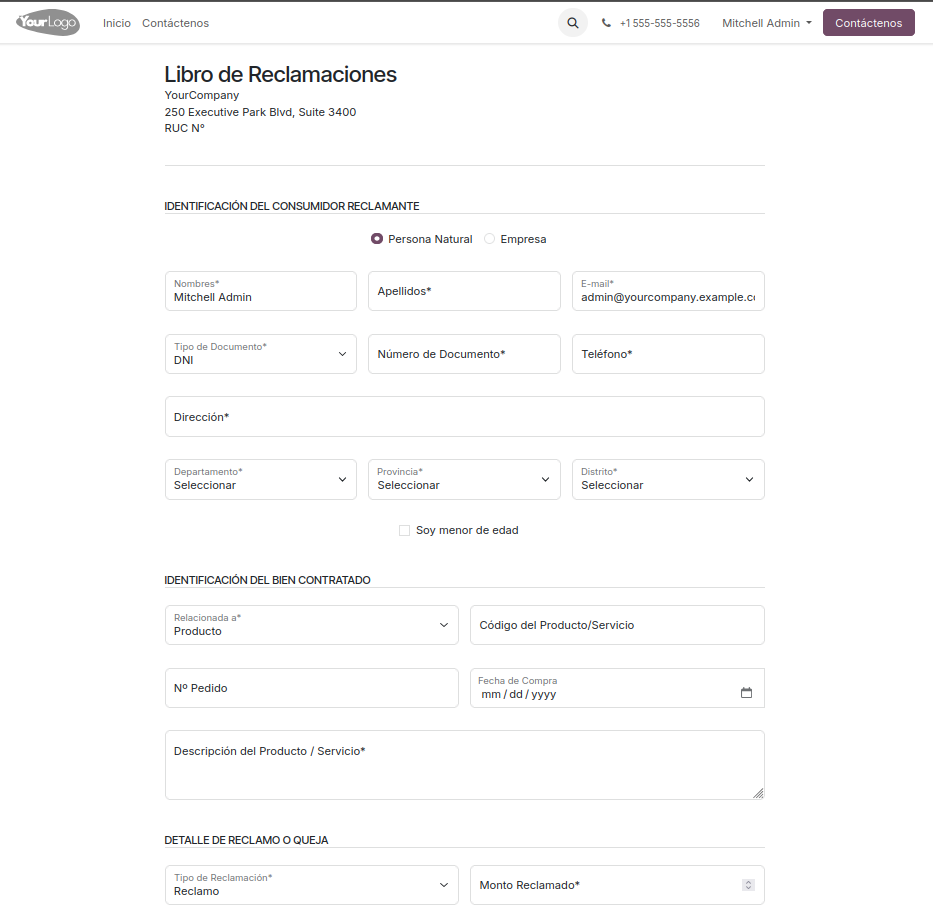 YourLogo
Inicio Contáctenos +1 555-555-5556 Mitchell Admin Contáctenos
Libro de Reclamaciones
YourCompany
250 Executive Park Blvd, Suite 3400
RUC N°
IDENTIFICACIÓN DEL CONSUMIDOR RECLAMANTE
Persona Natural Empresa
Nombres* E-mail*
Mitchell Admin Apellidos* admin@yourcompany.example.co
Tipo de Documento*
DNI Número de Documento* Teléfono*
Dirección*
Departamento* Provincia* Distrito*
Seleccionar Seleccionar Seleccionar
Soy menor de edad
IDENTIFICACIÓN DEL BIEN CONTRATADO
Relacionada a*
Producto Código del Producto/Servicio
Nº Pedido Fecha de Compra
mm/dd/yyyy
Descripción del Producto / Servicio*
DETALLE DE RECLAMO O QUEJA
Tipo de Reclamación*
Reclamo Monto Reclamado*